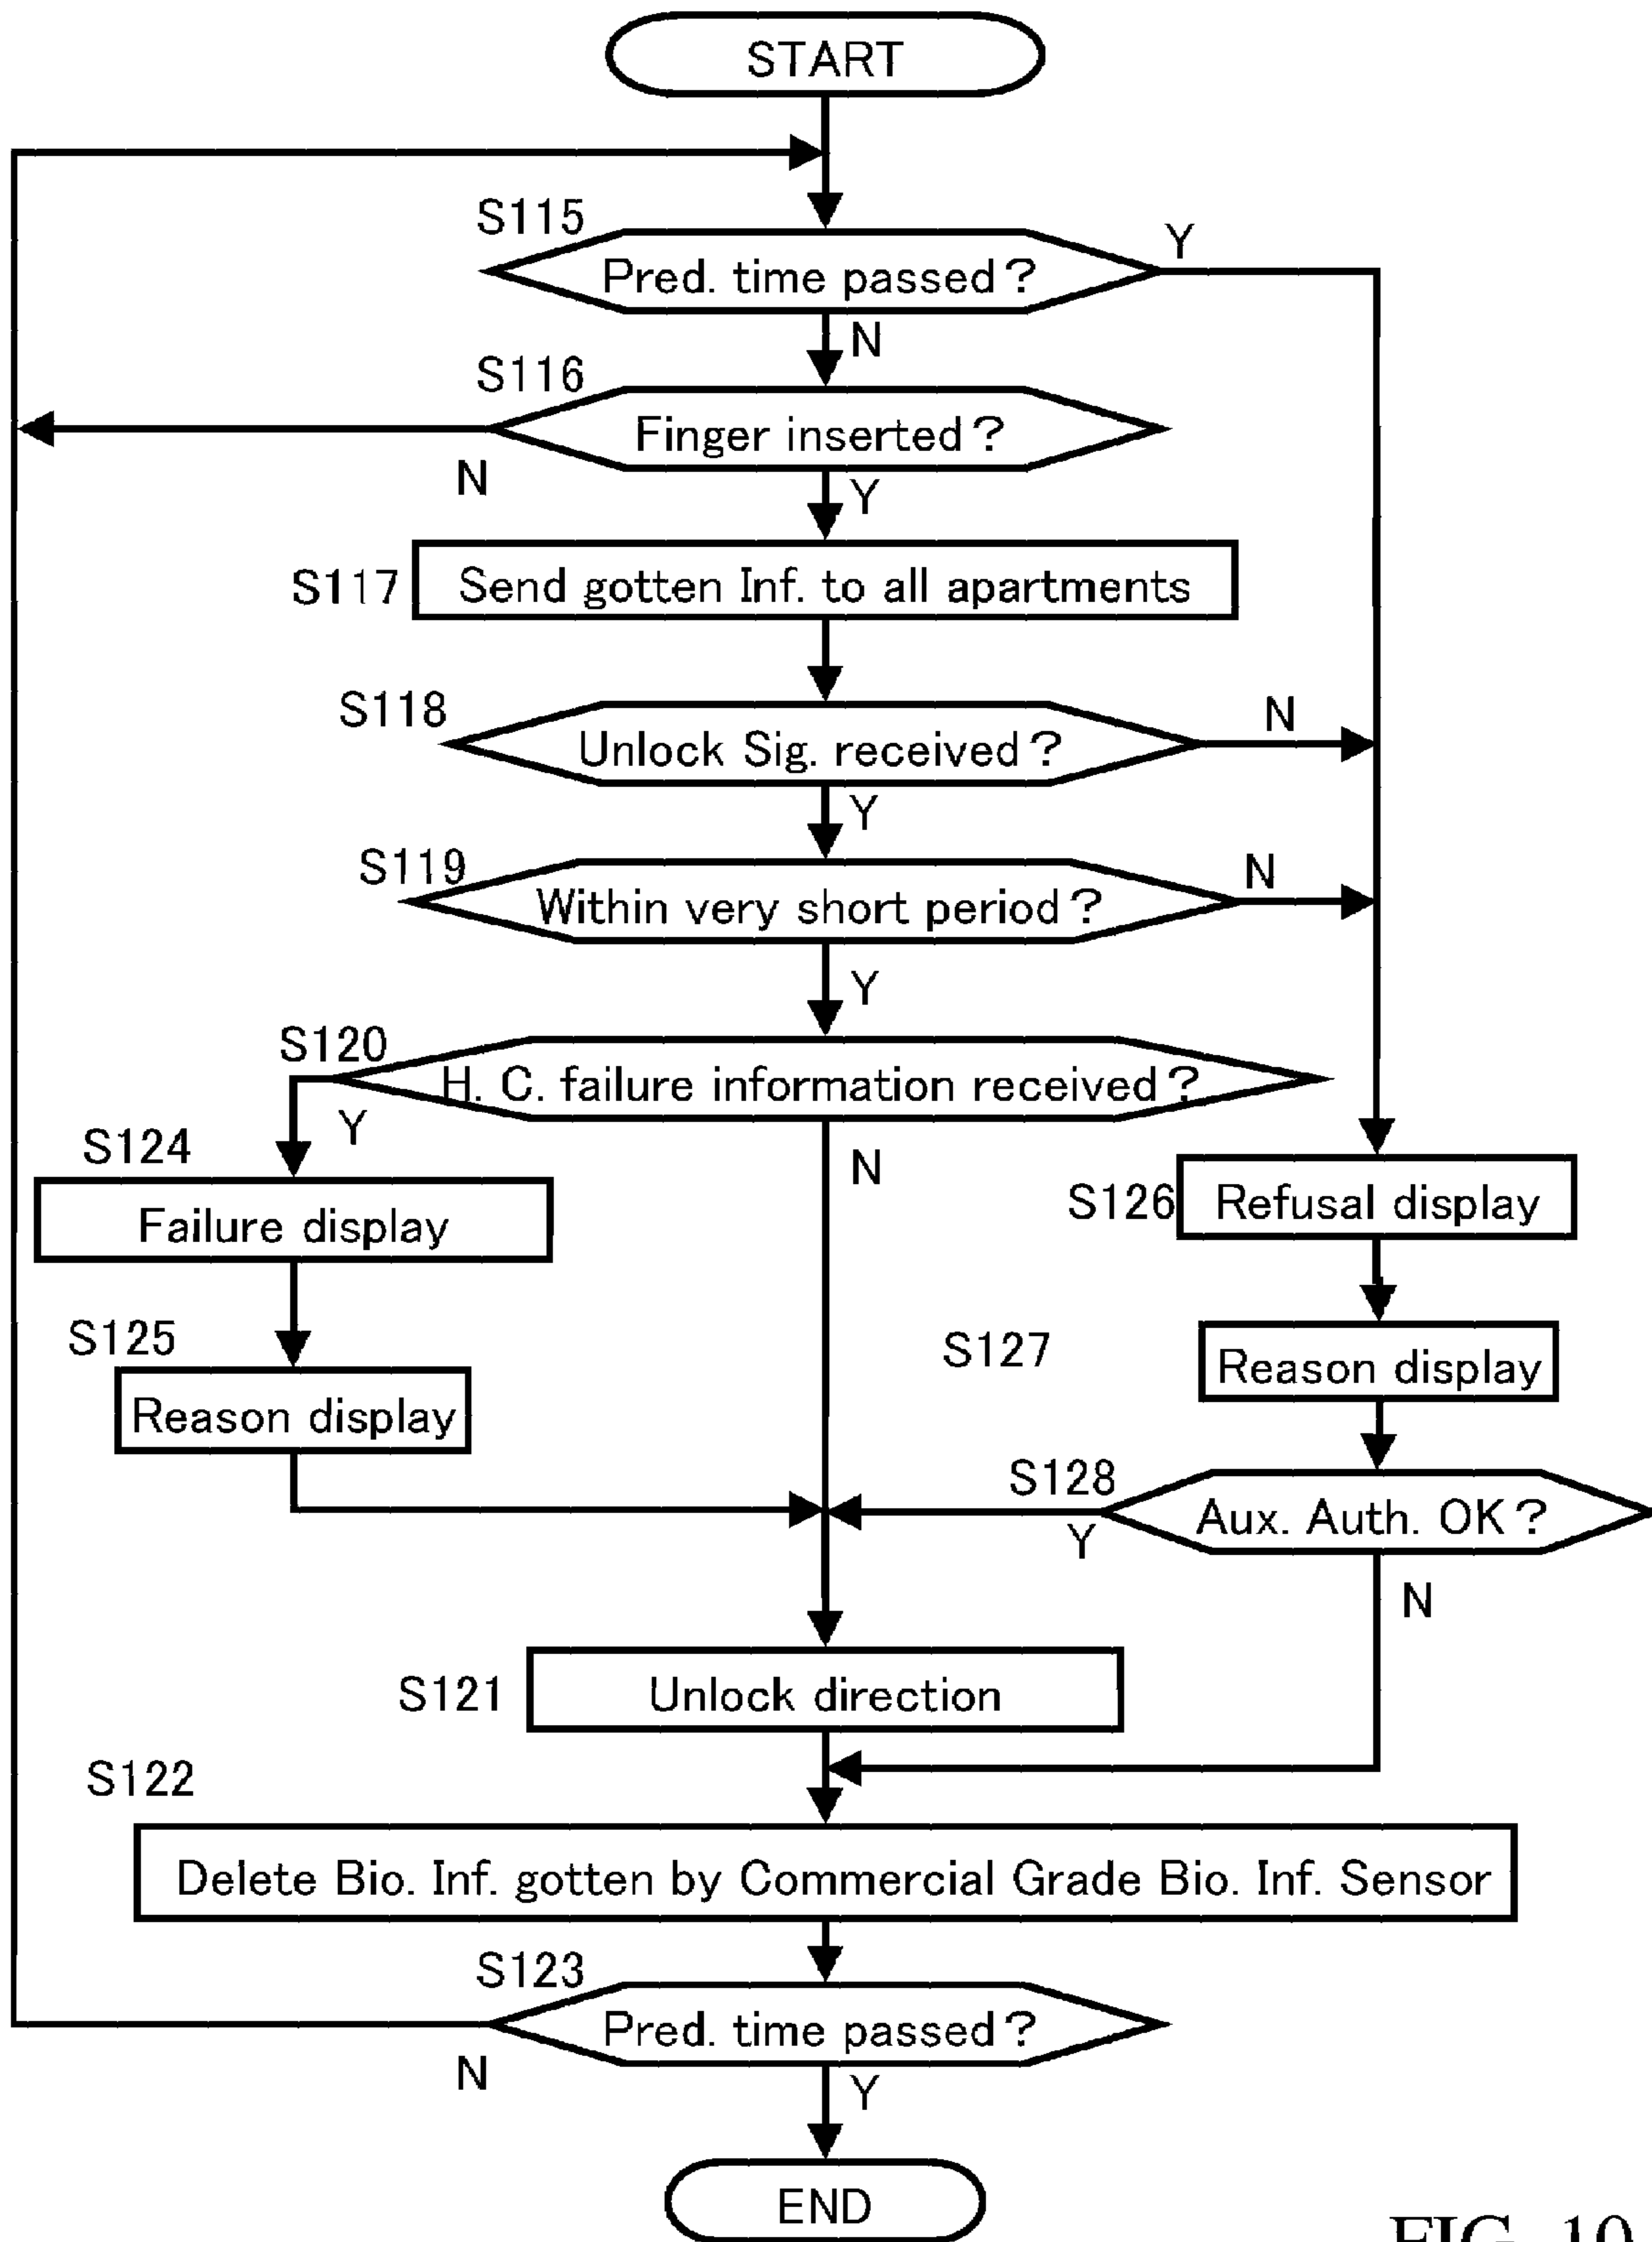 START
S115
Y
Pred. time passed?
N
S116
Finger inserted?
N
Y
S117
Send gotten Inf. to all apartments
S118
N
Unlock Sig. received?
Y
S119
N
Within very short period?
Y
S120
H. C. failure information received?
Y
N
S124
Failure display
S126
Refusal display
S125
Reason display
S127
Reason display
S128
Aux. Auth. OK?
Y
N
S121
Unlock direction
S122
Delete Bio. Inf. gotten by Commercial Grade Bio. Inf. Sensor
S123
Pred. time passed?
N
Y
END
FIG. 10